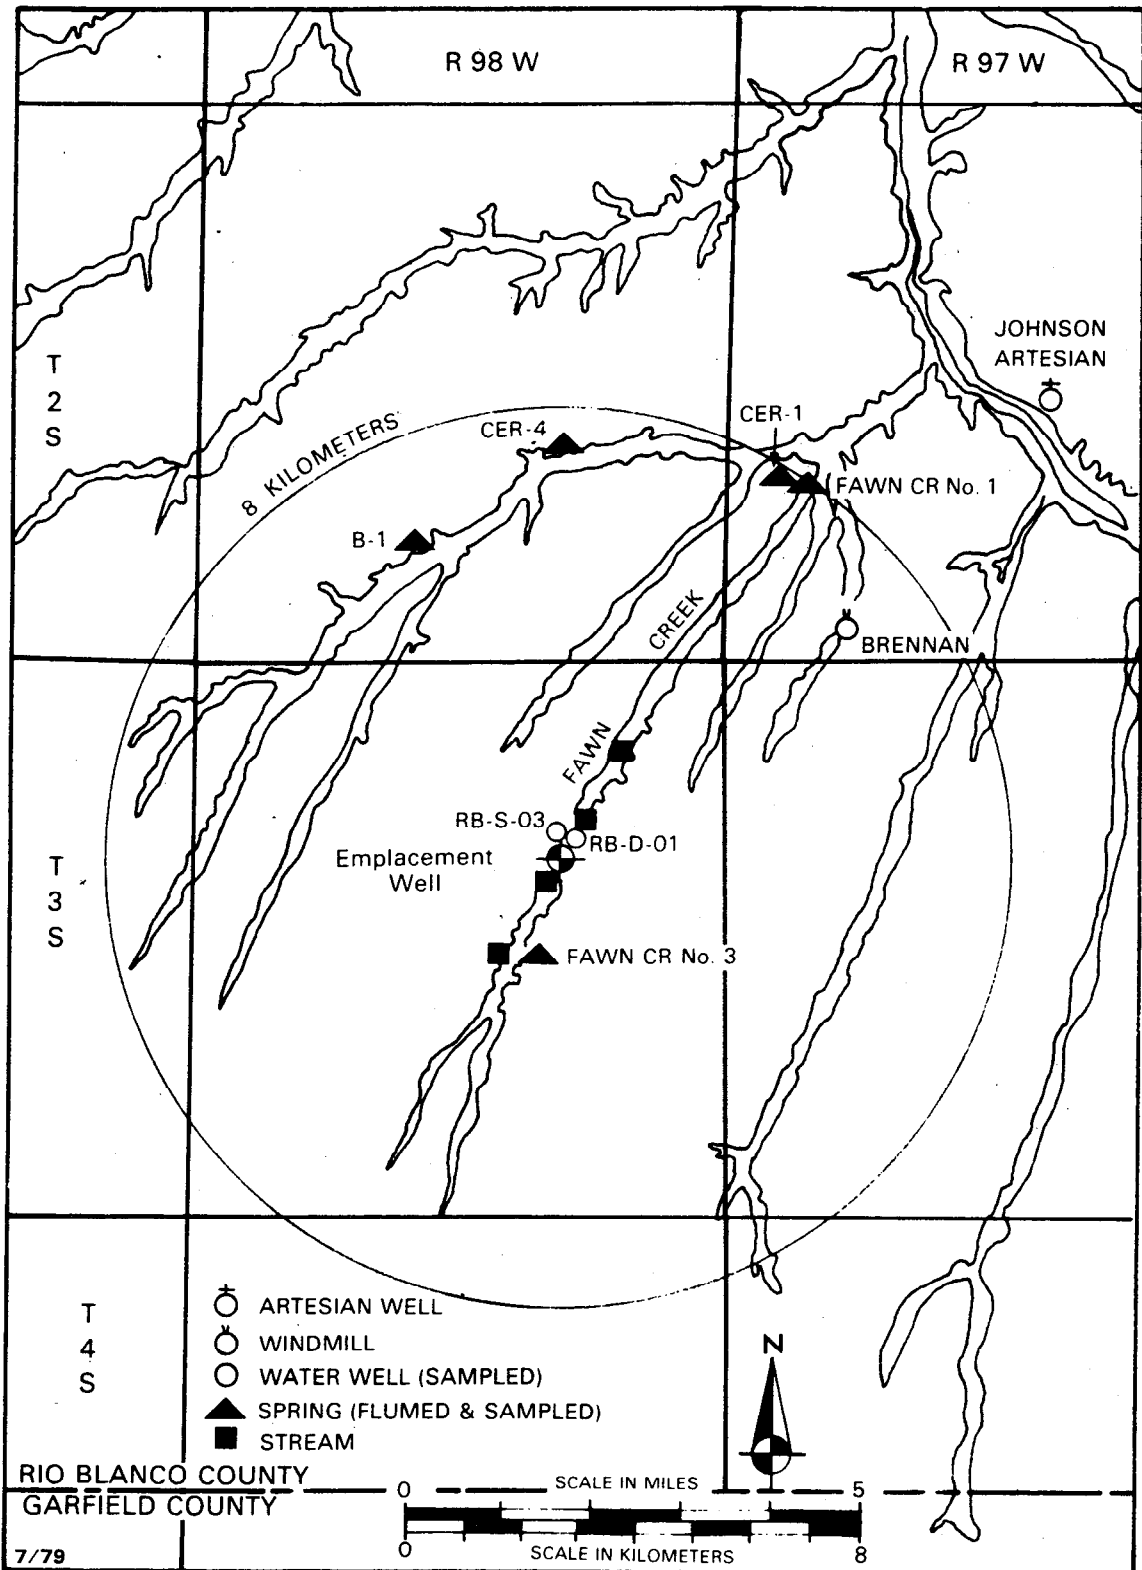 R 98 W
R 97 W
JOHNSON
ARTESIAN
T
2
S
8 KILOMETERS
CER-4
CER-1
FAWN CR No. 1
B-1
CREEK
BRENNAN
FAWN
RB-S-03
RB-D-01
Emplacement
Well
T
3
S
FAWN CR No. 3
ARTESIAN WELL
WINDMILL
WATER WELL (SAMPLED)
SPRING (FLUMED & SAMPLED)
STREAM
T
4
S
N
RIO BLANCO COUNTY
GARFIELD COUNTY
0 SCALE IN MILES 5
0 SCALE IN KILOMETERS 8
7/79